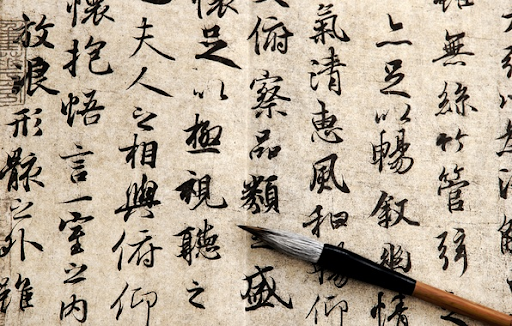 雖無絲竹管弦之
亦足以暢敘幽情
氣清惠風和暢仰
俯察品類之盛
懷足以極視聽之
夫人之相與俯仰
懷抱悟言一室之內
放浪形骸之外雖